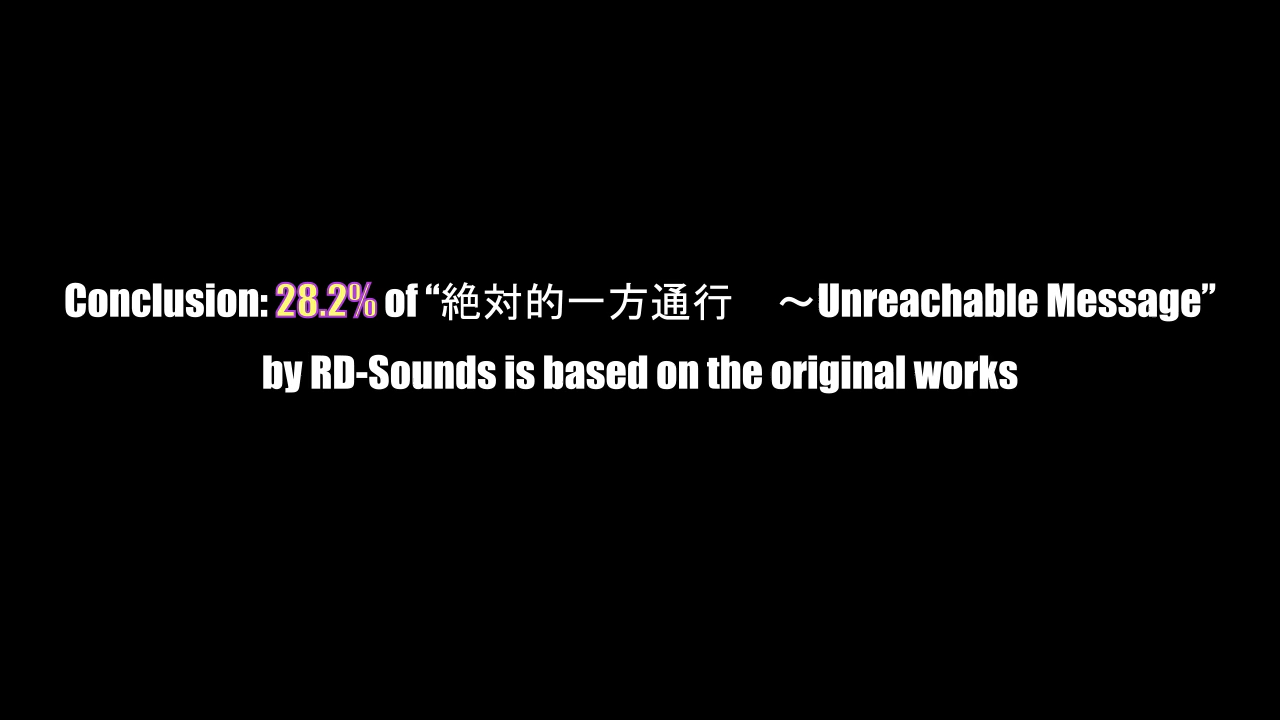 Conclusion: 28.2% of “絶対的一方通行　～Unreachable Message”
by RD-Sounds is based on the original works